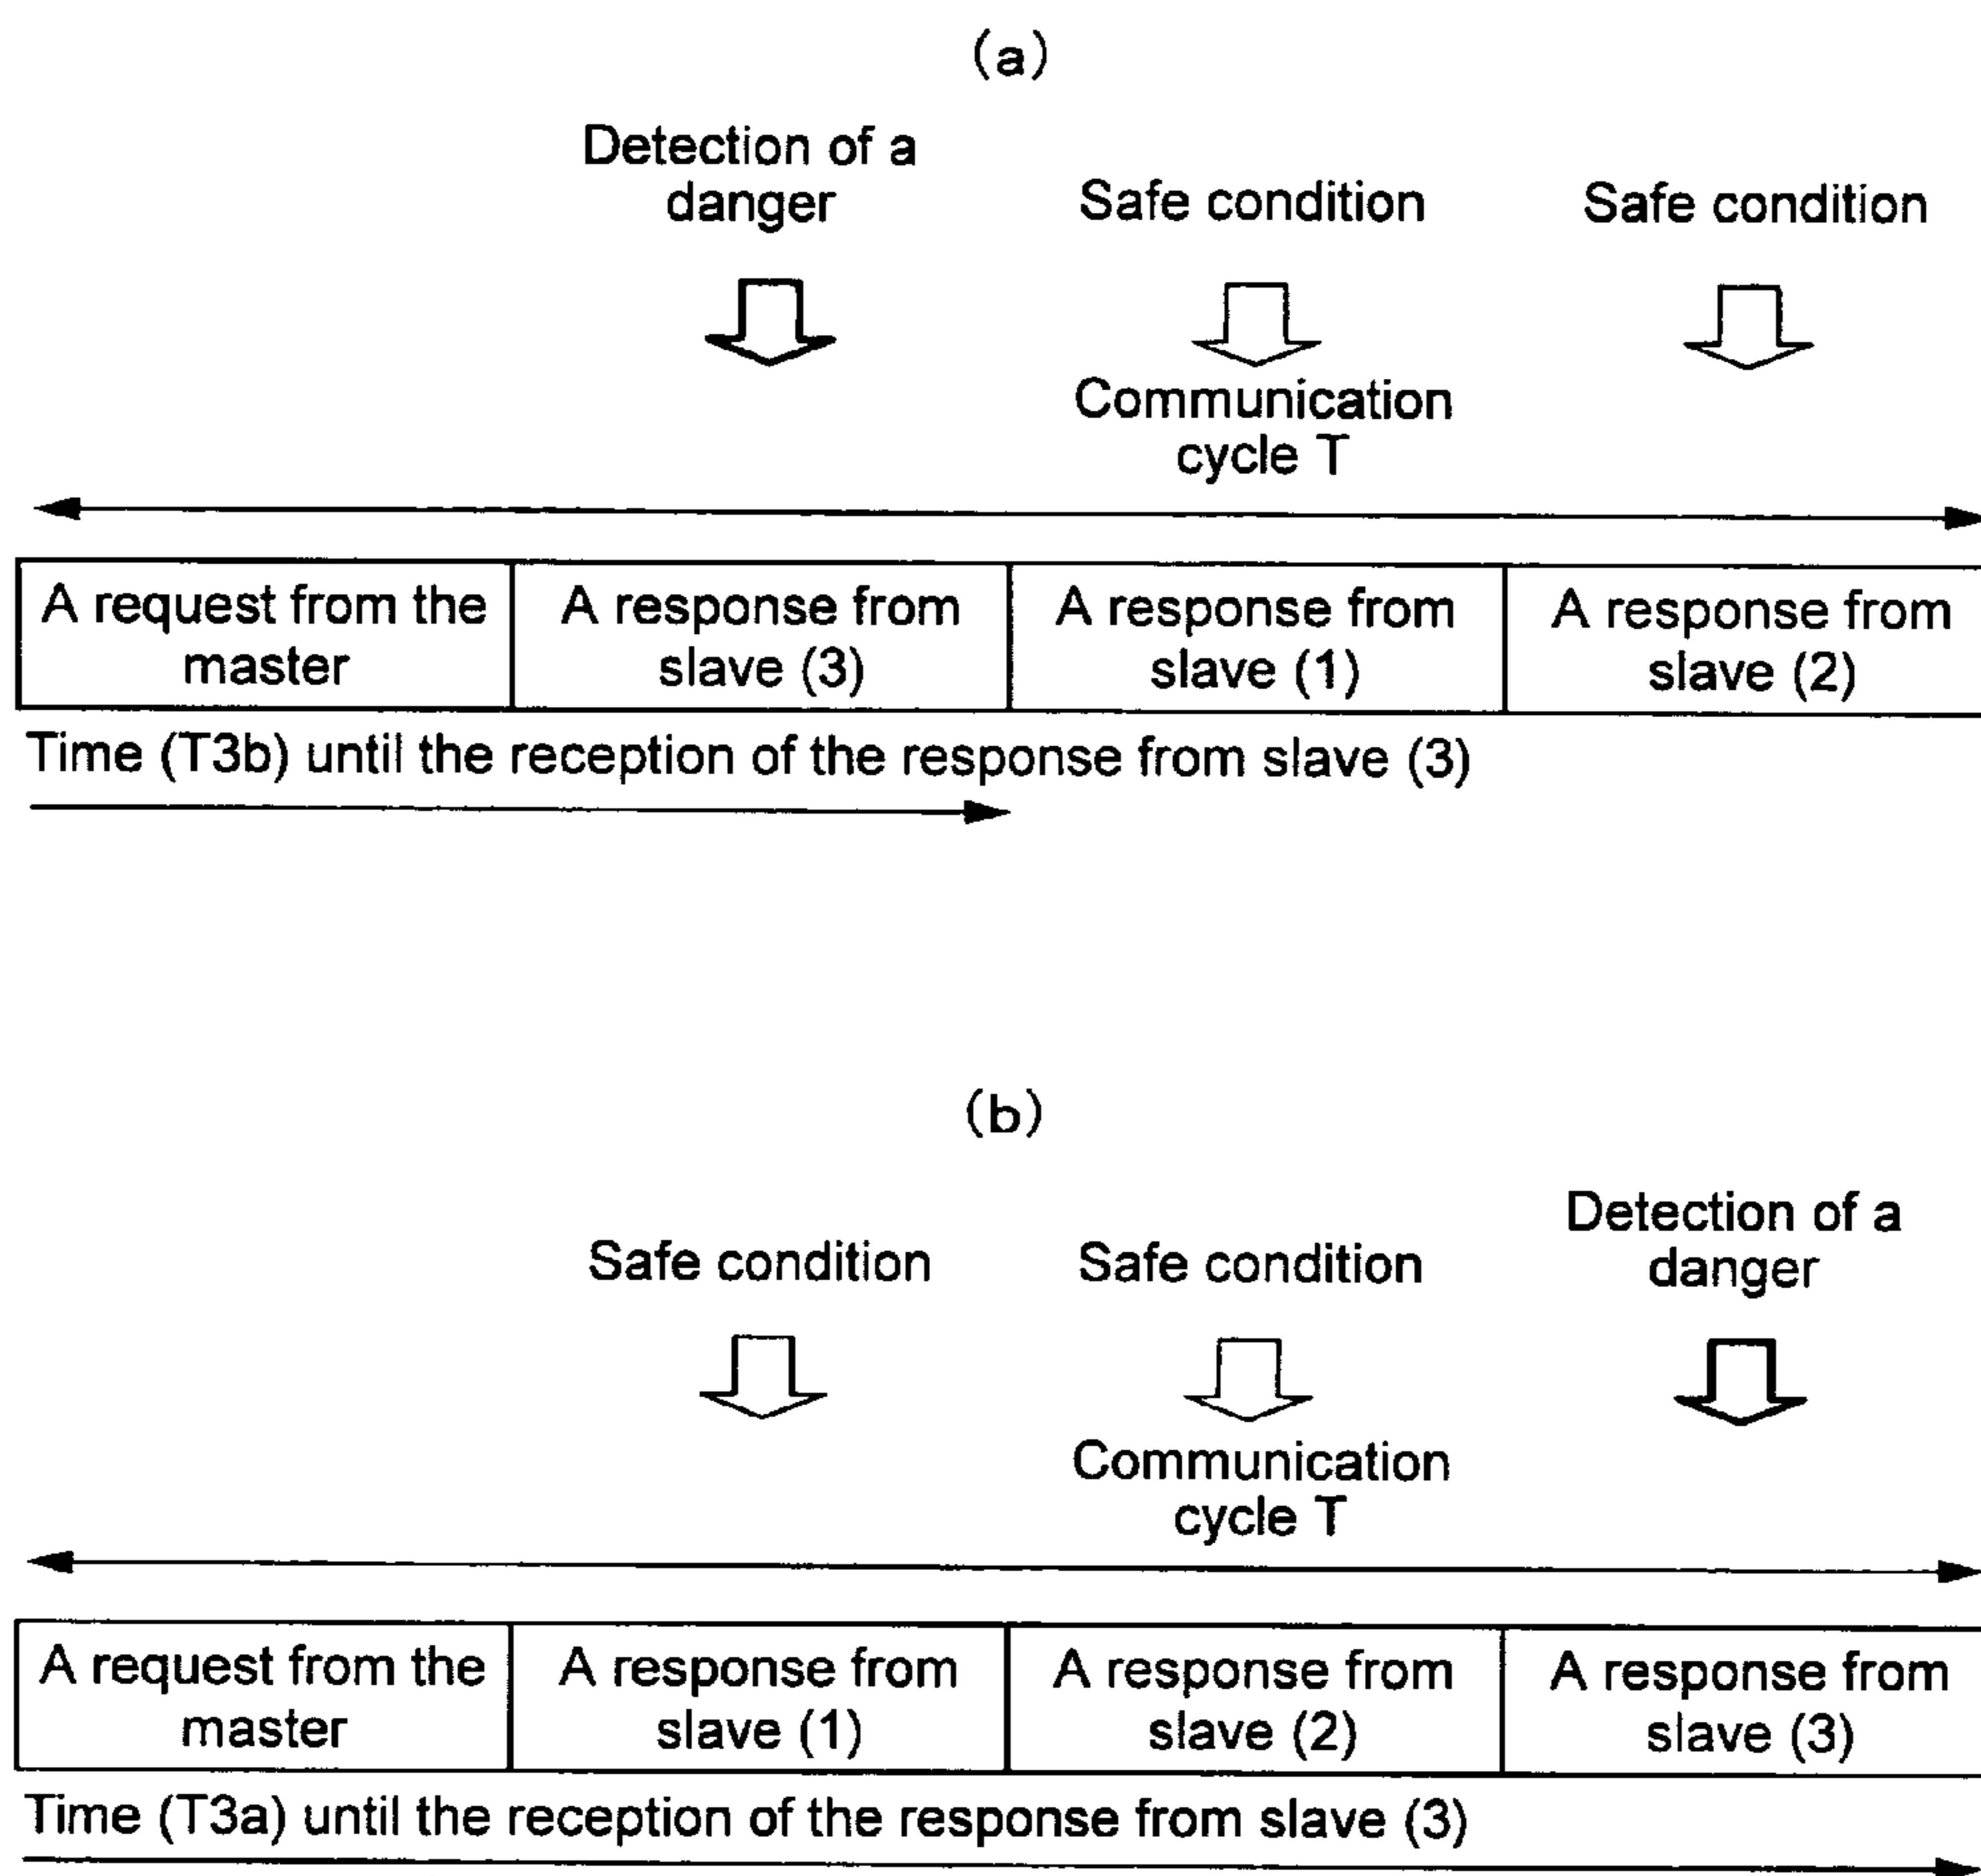 (a)
Detection of a
danger
Safe condition
Safe condition
Communication
cycle T
A request from the
master
A response from
slave (3)
A response from
slave (1)
A response from
slave (2)
Time (T3b) until the reception of the response from slave (3)
(b)
Safe condition
Safe condition
Detection of a
danger
Communication
cycle T
A request from the
master
A response from
slave (1)
A response from
slave (2)
A response from
slave (3)
Time (T3a) until the reception of the response from slave (3)